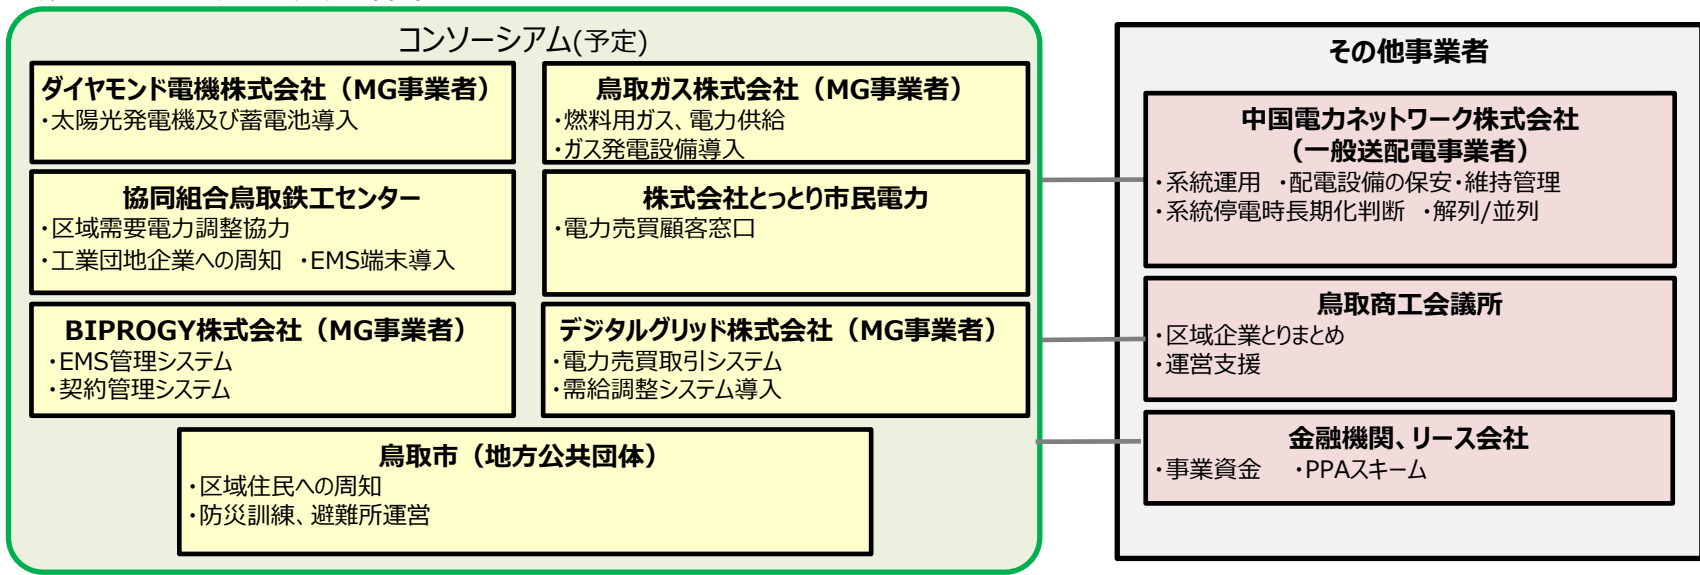 コンソーシアム(予定)
ダイヤモンド電機株式会社（MG事業者）
・太陽光発電機及び蓄電池導入
鳥取ガス株式会社（MG事業者）
・燃料用ガス、電力供給
・ガス発電設備導入
協同組合鳥取鉄工センター
・区域需要電力調整協力
・工業団地企業への周知　・EMS端末導入
株式会社とっとり市民電力
・電力売買顧客窓口
BIPROGY株式会社（MG事業者）
・EMS管理システム
・契約管理システム
デジタルグリッド株式会社（MG事業者）
・電力売買取引システム
・需給調整システム導入
鳥取市（地方公共団体）
・区域住民への周知
・防災訓練、避難所運営
その他事業者
中国電力ネットワーク株式会社
（一般送配電事業者）
・系統運用　・配電設備の保安・維持管理
・系統停電時長期化判断　・解列/並列
鳥取商工会議所
・区域企業とりまとめ
・運営支援
金融機関、リース会社
・事業資金　・PPAスキーム